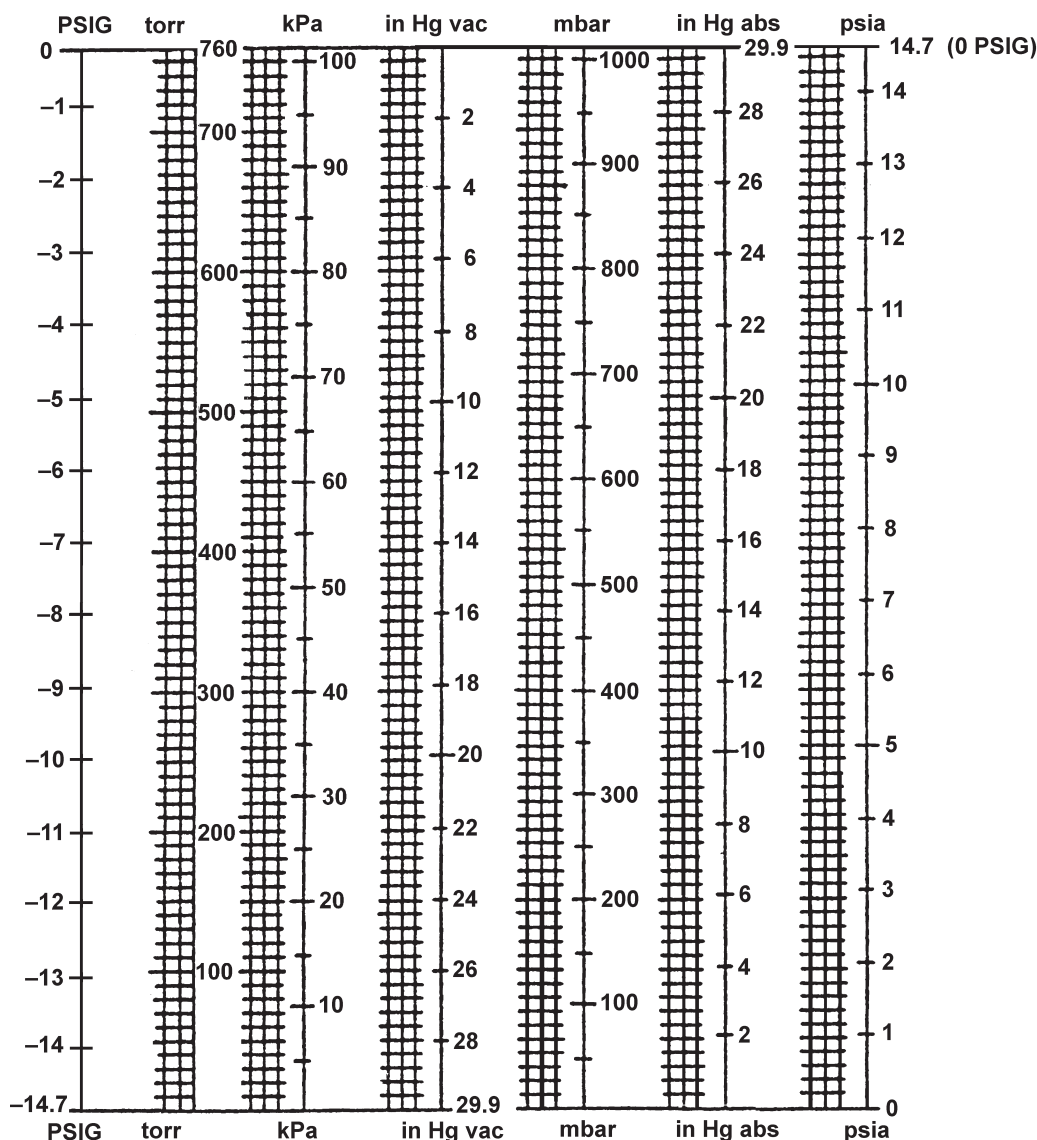 PSIG torr kPa in Hg vac mbar in Hg abs psia
0 760 29.9 14.7 (0 PSIG)
100 1000
14
–1 2 28
700
90 900 13
–2 4 26
12
–3 6 24
600 80 800
11
–4 8 22
70 700 10
–5 500 10 20
9
–6 12 18
60 600
8
–7 400 14 16
50 500 7
–8 16 14
6
–9 300 40 18 400 12
5
–10 20 10
30 300
4
–11 200 22 8
3
–12 20 24 200 6
2
–13 100 26 4
10 100
–14 28 2 1
–14.7 29.9 0
PSIG torr kPa in Hg vac mbar in Hg abs psia